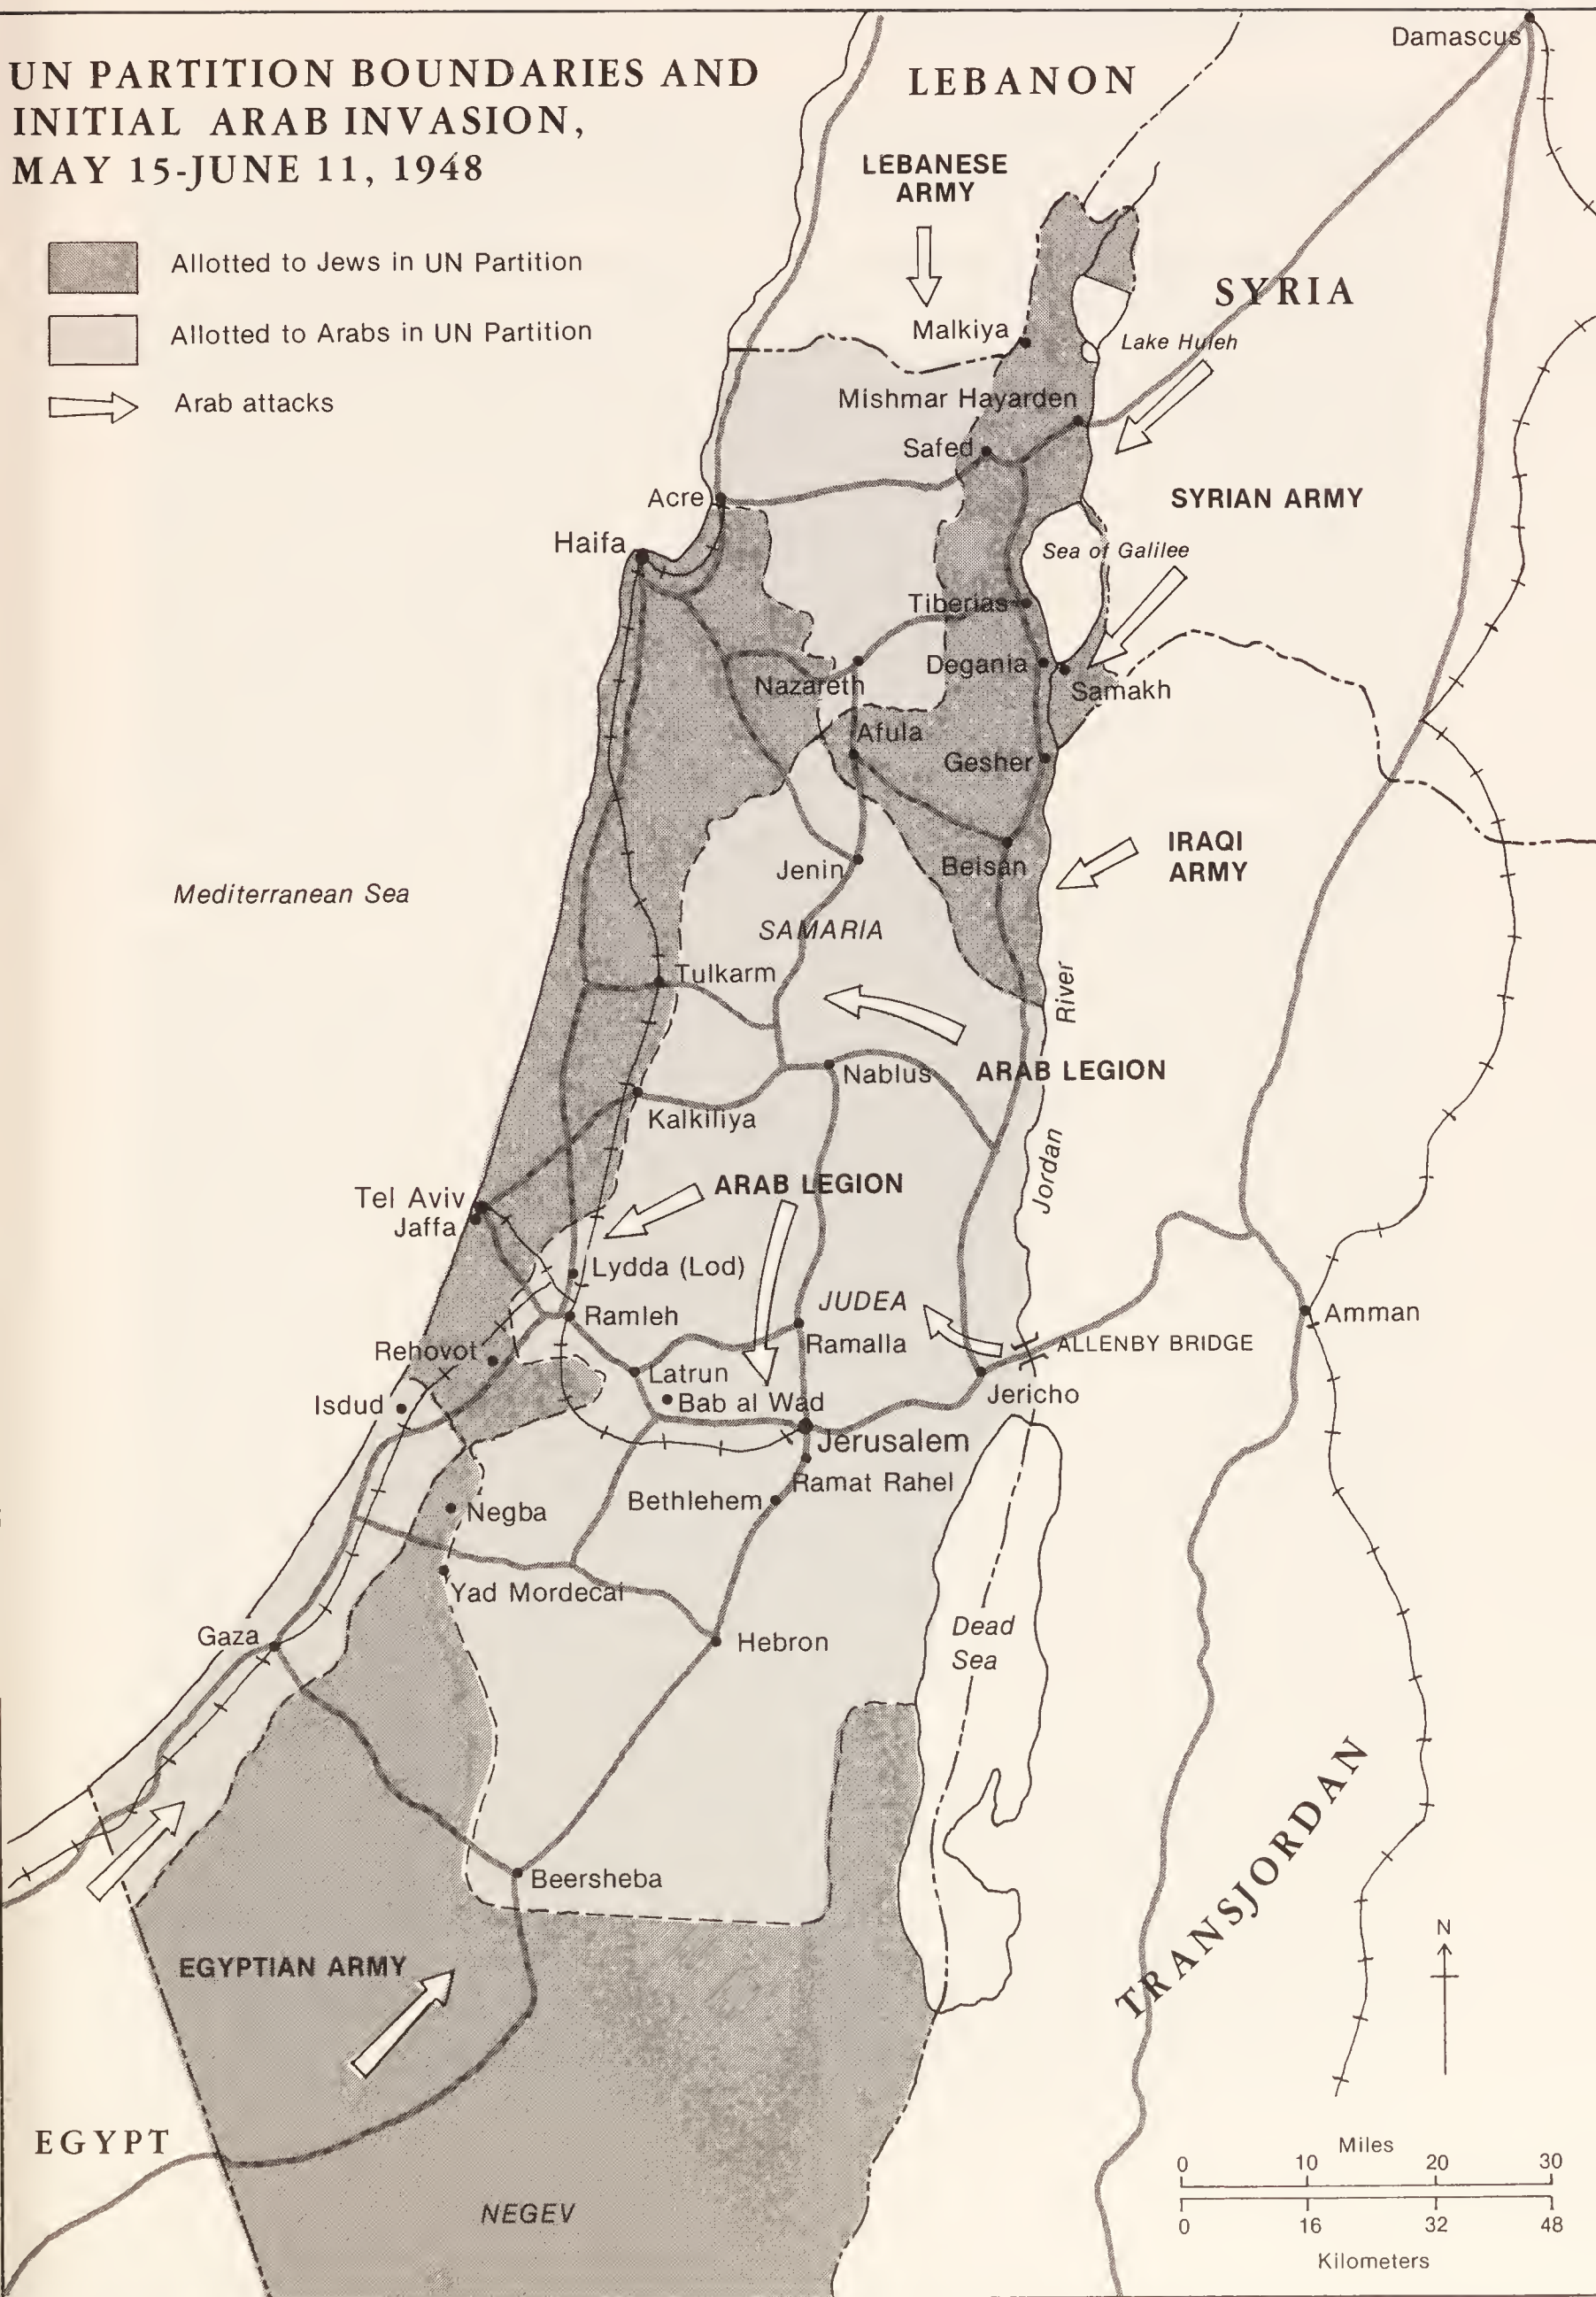 UN PARTITION BOUNDARIES AND
INITIAL ARAB INVASION,
MAY 15-JUNE 11, 1948
Allotted to Jews in UN Partition
Allotted to Arabs in UN Partition
Arab attacks
Damascus
LEBANON
LEBANESE
ARMY
SYRIA
Malkiya
Lake Huleh
Mishmar Hayarden
Safed
Acre
SYRIAN ARMY
Haifa
Sea of Galilee
Tiberias
Degania
Nazareth
Samakh
Afula
Gesher
IRAQI
ARMY
Jenin
Beisan
Mediterranean Sea
SAMARIA
Tulkarm
River
Nablus
ARAB LEGION
Kalkiliya
Jordan
ARAB LEGION
Tel Aviv
Jaffa
Lydda (Lod)
JUDEA
Ramleh
Amman
Ramalla
ALLENBY BRIDGE
Rehovot
Latrun
Jericho
Isdud
Bab al Wad
Jerusalem
Ramat Rahel
Bethlehem
Negba
Yad Mordecai
Dead
Sea
Gaza
Hebron
TRANSJORDAN
Beersheba
N
EGYPTIAN ARMY
EGYPT
NEGEV
Miles
0 10 20 30
0 16 32 48
Kilometers